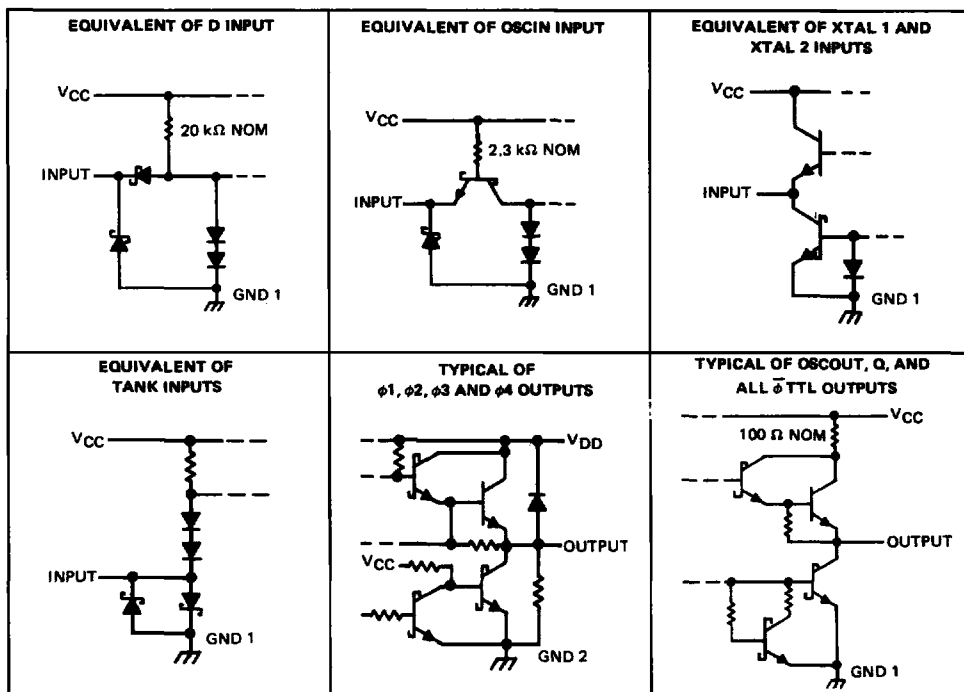 EQUIVALENT OF D INPUT
VCC
20 kΩ NOM
INPUT
GND 1
EQUIVALENT OF OSCIN INPUT
VCC
2,3 kΩ NOM
INPUT
GND 1
EQUIVALENT OF XTAL 1 AND
XTAL 2 INPUTS
VCC
INPUT
GND 1
EQUIVALENT OF
TANK INPUTS
VCC
INPUT
GND 1
TYPICAL OF
ϕ1, ϕ2, ϕ3 AND ϕ4 OUTPUTS
VDD
OUTPUT
VCC
GND 2
TYPICAL OF OSCOUT, Q, AND
ALL ϕ̅ TTL OUTPUTS
VCC
100 Ω NOM
OUTPUT
GND 1